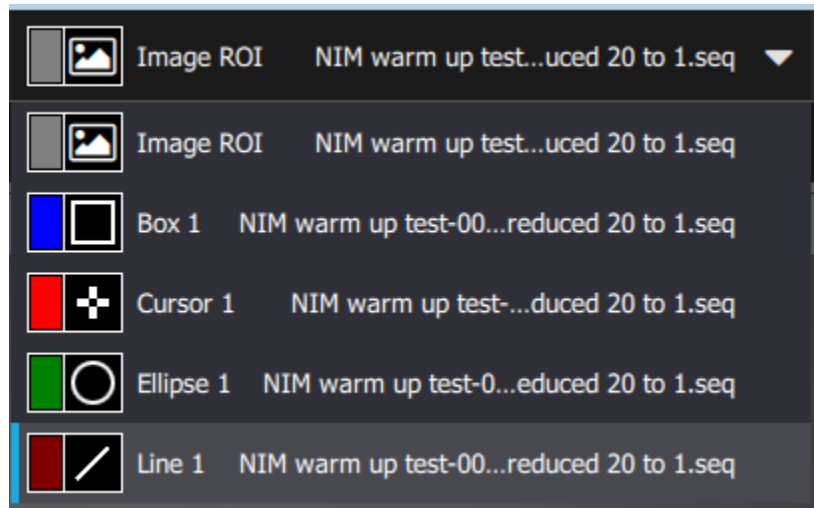 Image ROI NIM warm up test...uced 20 to 1.seq
Image ROI NIM warm up test...uced 20 to 1.seq
Box 1 NIM warm up test-00...reduced 20 to 1.seq
Cursor 1 NIM warm up test-...duced 20 to 1.seq
Ellipse 1 NIM warm up test-0...educed 20 to 1.seq
Line 1 NIM warm up test-00...reduced 20 to 1.seq